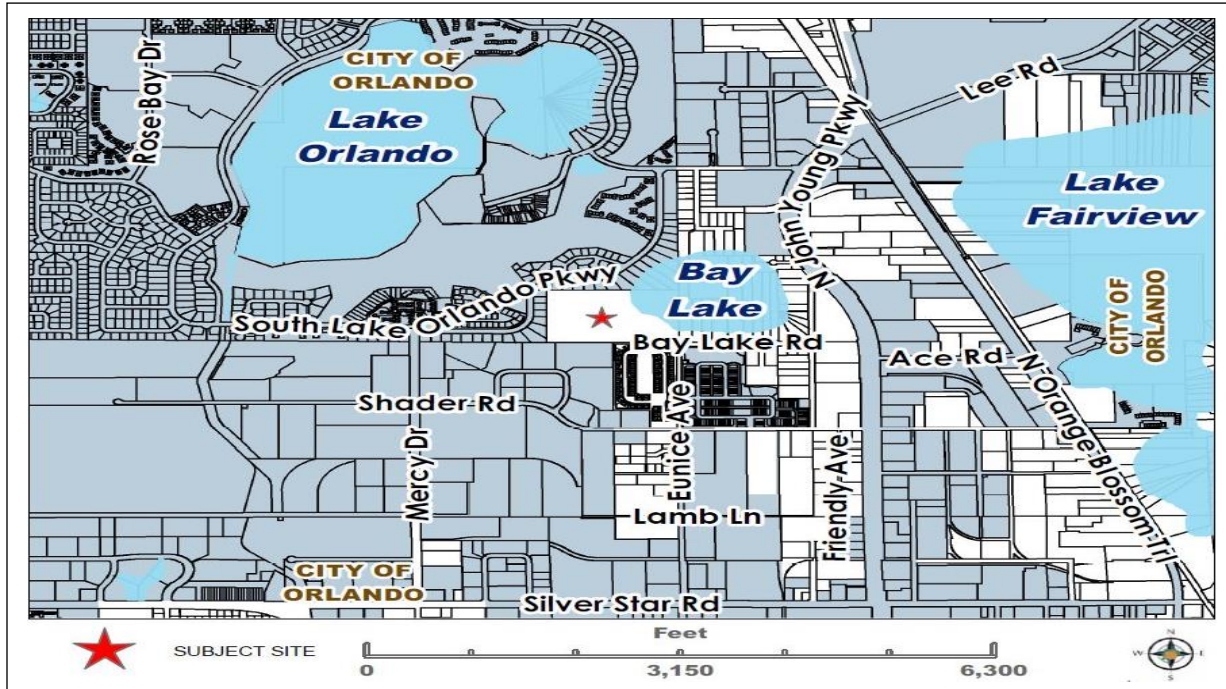 Rose Bay Dr
CITY OF
ORLANDO
Lake
Orlando
Lee Rd
N John Young Pkwy
Lake
Fairview
Bay
Lake
CITY OF
ORLANDO
South Lake Orlando Pkwy
Bay Lake Rd
Ace Rd
N Orange Blossom Trl
Shader Rd
Mercy Dr
Eunice Ave
Friendly Ave
Lamb Ln
CITY OF
ORLANDO
Silver Star Rd
SUBJECT SITE
Feet
0
3,150
6,300
N
W
E
S